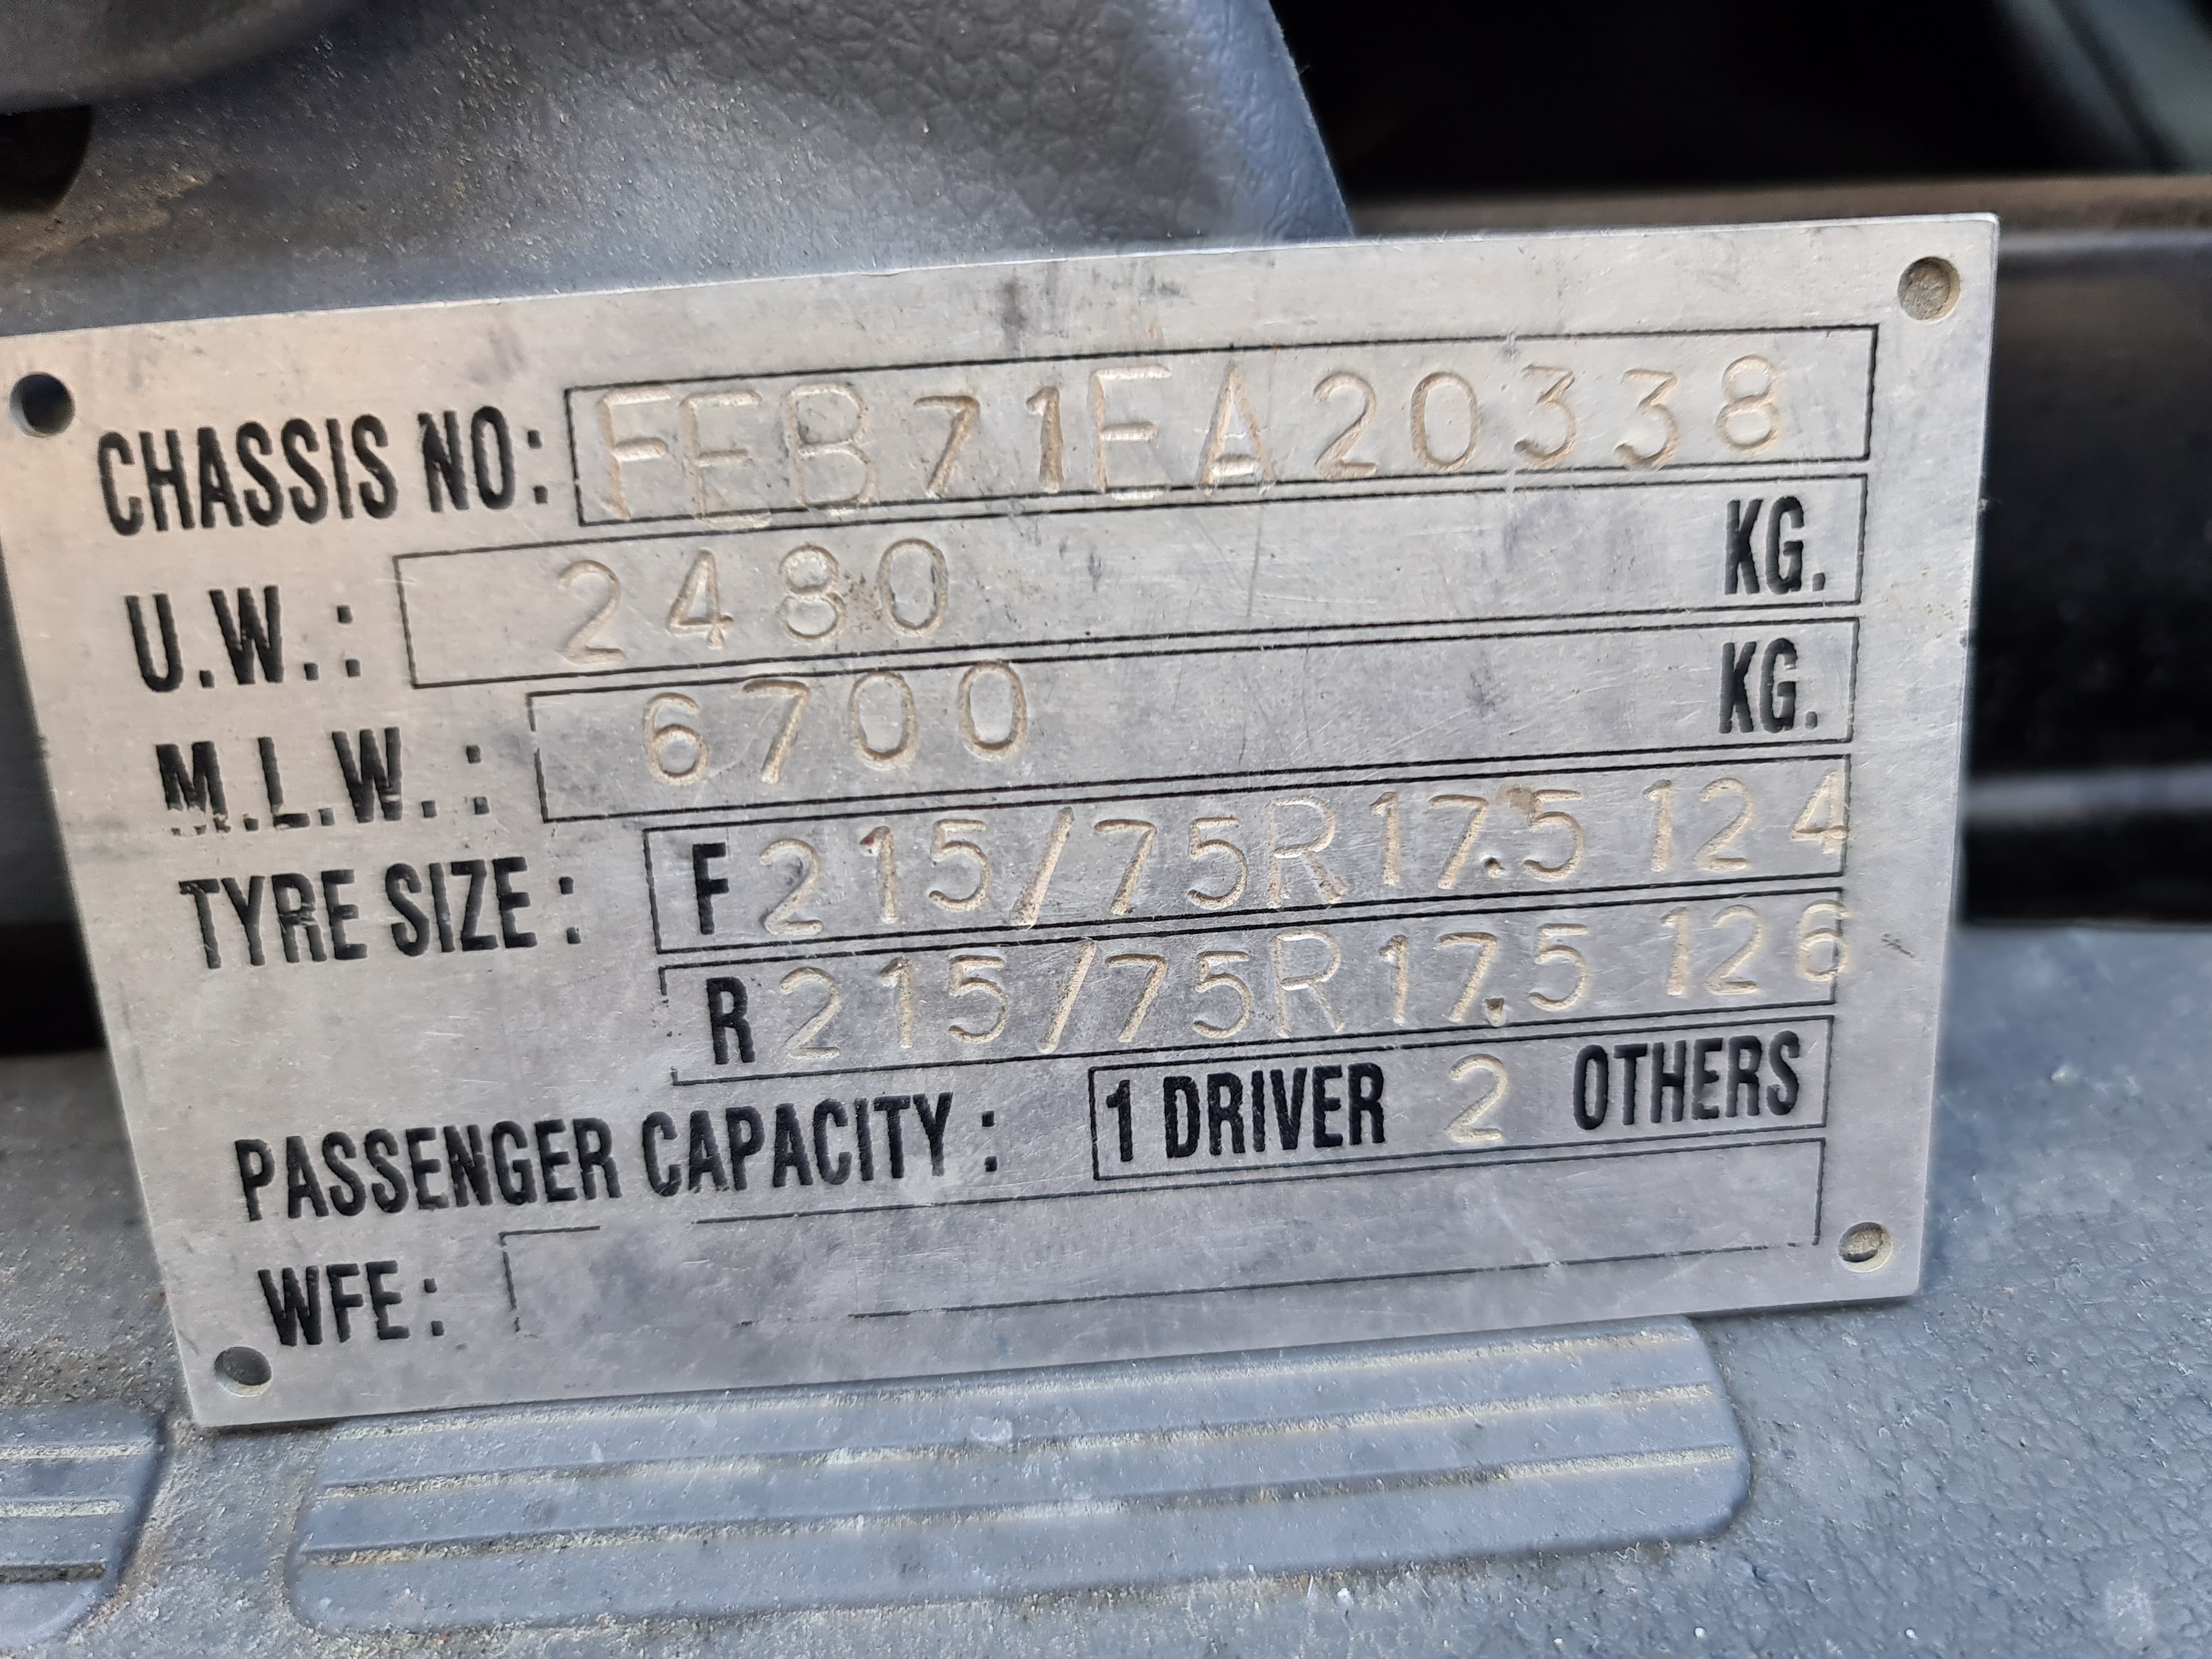 CHASSIS NO: FEB71EA20338
U.W.: 2480 KG.
M.L.W.: 6700 KG.
TYRE SIZE: F 215/75R17.5 124
R 215/75R17.5 126
PASSENGER CAPACITY: 1 DRIVER 2 OTHERS
WFE: